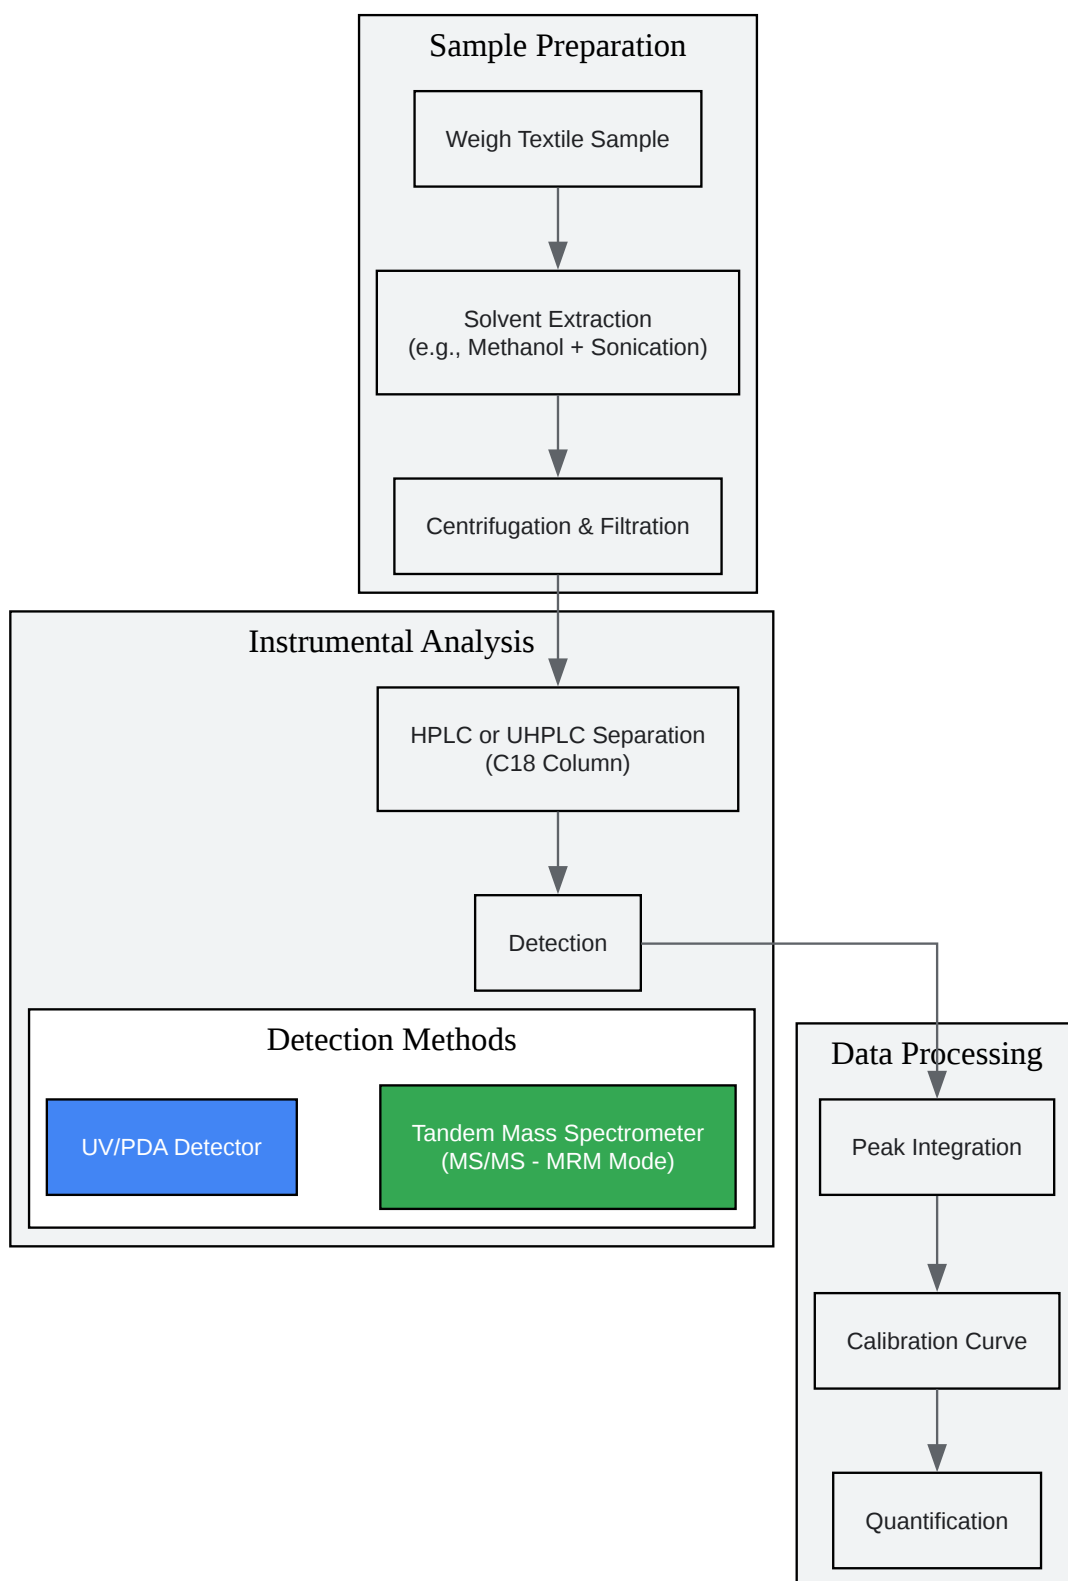 Sample Preparation
Weigh Textile Sample
Solvent Extraction
(e.g., Methanol + Sonication)
Centrifugation & Filtration
Instrumental Analysis
HPLC or UHPLC Separation
(C18 Column)
Detection
Detection Methods
UV/PDA Detector
Tandem Mass Spectrometer
(MS/MS - MRM Mode)
Data Processing
Peak Integration
Calibration Curve
Quantification